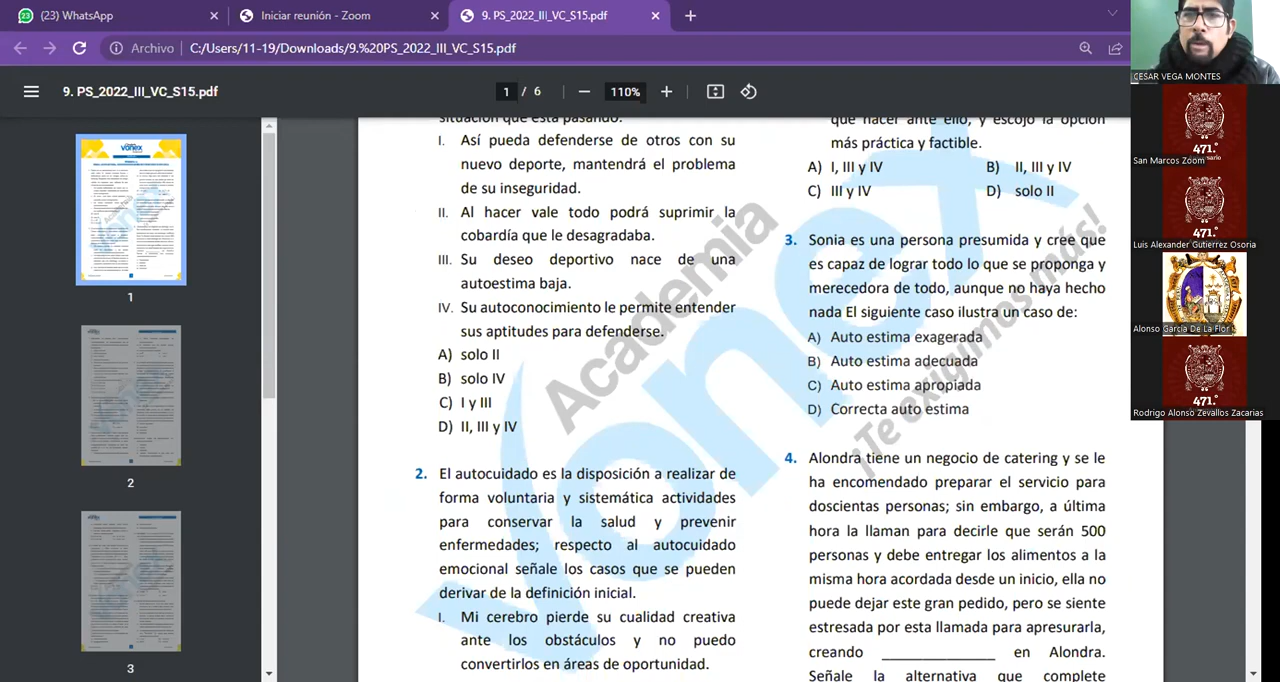 (23) WhatsApp
Iniciar reunión - Zoom
9. PS_2022_III_VC_S15.pdf
Archivo
C:/Users/11-19/Downloads/9.%20PS_2022_III_VC_S15.pdf
9. PS_2022_III_VC_S15.pdf
1 / 6
110%
1
2
3
situación que está pasando.
I. Así pueda defenderse de otros con su
nuevo deporte mantendrá el problema
de su inseguridad.
II. Al hacer vale todo podrá suprimir la
cobardía que le desagradaba.
III. Su deseo deportivo nace de una
autoestima baja.
IV. Su autoconocimiento le permite entender
sus aptitudes para defenderse.
A) solo II
B) solo IV
C) I y III
D) II, III y IV
2. El autocuidado es la disposición a realizar de
forma voluntaria y sistemática actividades
para conservar la salud y prevenir
enfermedades; respecto al autocuidado
emocional señale los casos que se pueden
derivar de la definición inicial.
I. Mi cerebro pierde su cualidad creativa
ante los obstáculos y no puedo
convertirlos en áreas de oportunidad.
que hacer ante ello, y escojo la opción
más práctica y factible.
A) I, III y IV B) II, III y IV
C) III y IV D) solo II
3. Sonia es una persona presumida y cree que
es capaz de lograr todo lo que se proponga y
merecedora de todo, aunque no haya hecho
nada El siguiente caso ilustra un caso de:
A) Auto estima exagerada
B) Auto estima adecuada
C) Auto estima apropiada
D) Correcta auto estima
4. Alondra tiene un negocio de catering y se le
ha encomendado preparar el servicio para
doscientas personas; sin embargo, a última
hora la llaman para decirle que serán 500
personas y debe entregar los alimentos a la
misma hora acordada desde un inicio, ella no
puede dejar este gran pedido, pero se siente
estresada por esta llamada para apresurarla,
creando ______________ en Alondra.
Señale la alternativa que complete
Academia
vonex
¡Te exigimos más!
CESAR VEGA MONTES
471.°
San Marcos Zoom
471.°
Luis Alexander Gutierrez Osoria
Alonso García De La Flor
471.°
Rodrigo Alonso Zevallos Zacarias